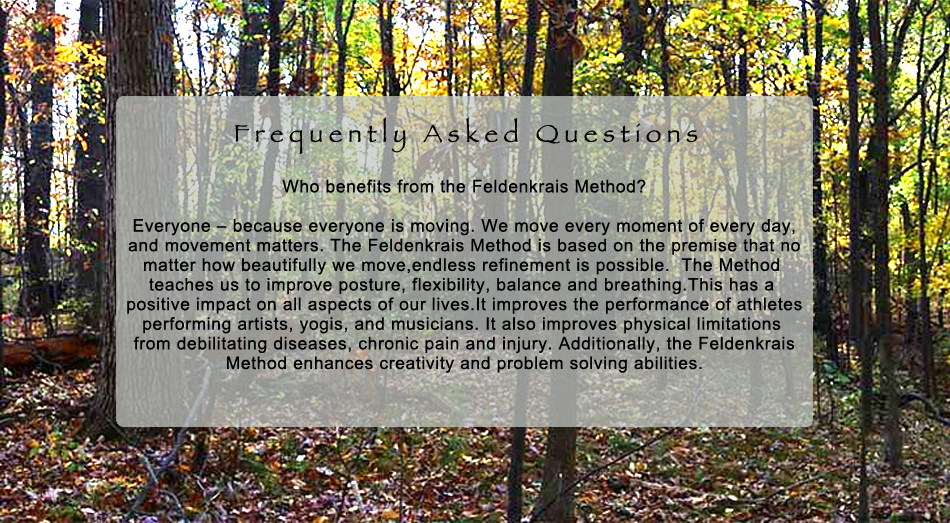 Frequently Asked Questions
Who benefits from the Feldenkrais Method?
Everyone – because everyone is moving. We move every moment of every day,
and movement matters. The Feldenkrais Method is based on the premise that no
matter how beautifully we move,endless refinement is possible.  The Method
teaches us to improve posture, flexibility, balance and breathing.This has a
positive impact on all aspects of our lives.It improves the performance of athletes
performing artists, yogis, and musicians. It also improves physical limitations
from debilitating diseases, chronic pain and injury. Additionally, the Feldenkrais
Method enhances creativity and problem solving abilities.